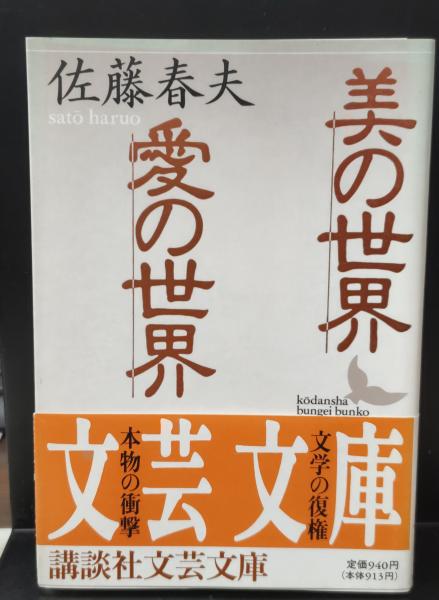 佐藤春夫
satō haruo
美の世界
愛の世界
kōdansha
bungei bunko
文芸文庫
文学の復権
本物の衝撃
講談社文芸文庫
定価940円
(本体913円)